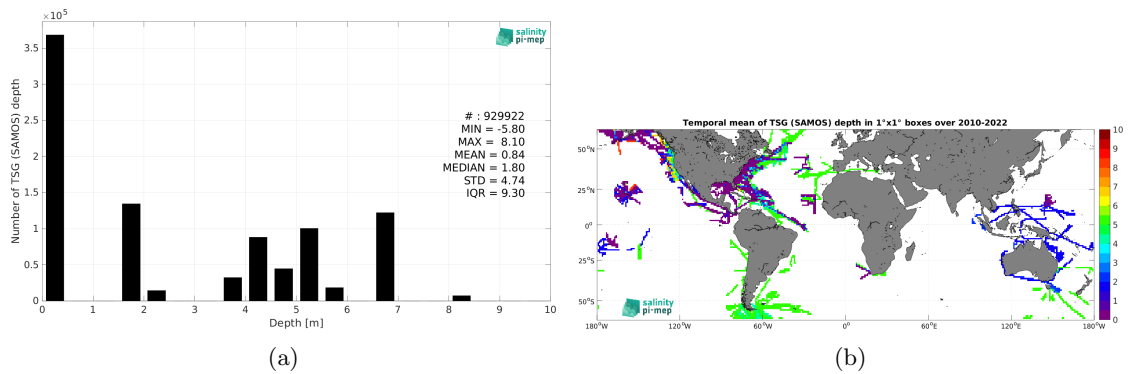 ×10⁵
3.5
3
2.5
2
1.5
1
0.5
0
0 1 2 3 4 5 6 7 8 9 10
Number of TSG (SAMOS) depth
Depth [m]
salinity
pi-mep
# : 929922
MIN = -5.80
MAX = 8.10
MEAN = 0.84
MEDIAN = 1.80
STD = 4.74
IQR = 9.30
(a)
Temporal mean of TSG (SAMOS) depth in 1°x1° boxes over 2010-2022
50°N
25°N
0°
25°S
50°S
180°W 120°W 60°W 0° 60°E 120°E 180°E
salinity
pi-mep
10
9
8
7
6
5
4
3
2
1
0
(b)